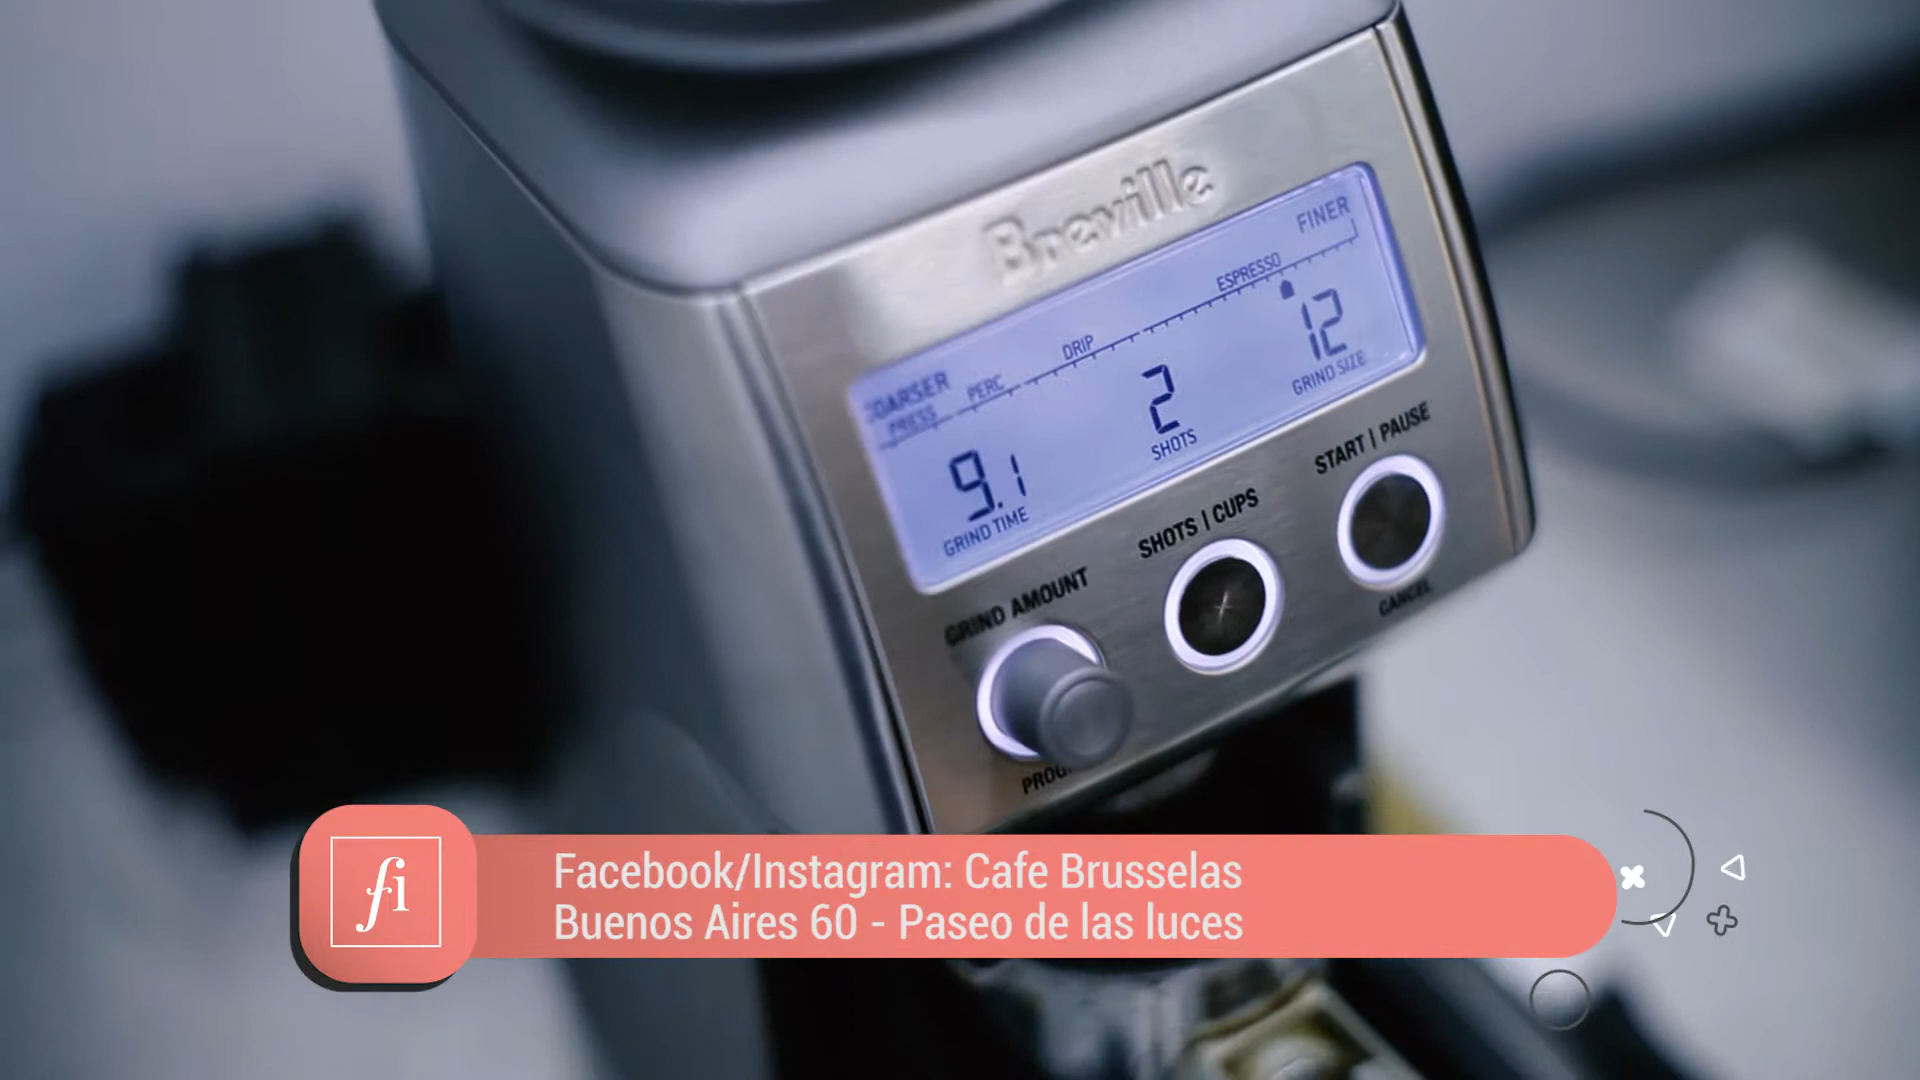 Breville
FINER
ESPRESSO
DRIP
PERC
COARSER
PRESS
12
GRIND SIZE
2
SHOTS
9.1
GRIND TIME
START | PAUSE
SHOTS | CUPS
GRIND AMOUNT
CANCEL
fi
Facebook/Instagram: Cafe Brusselas
Buenos Aires 60 - Paseo de las luces